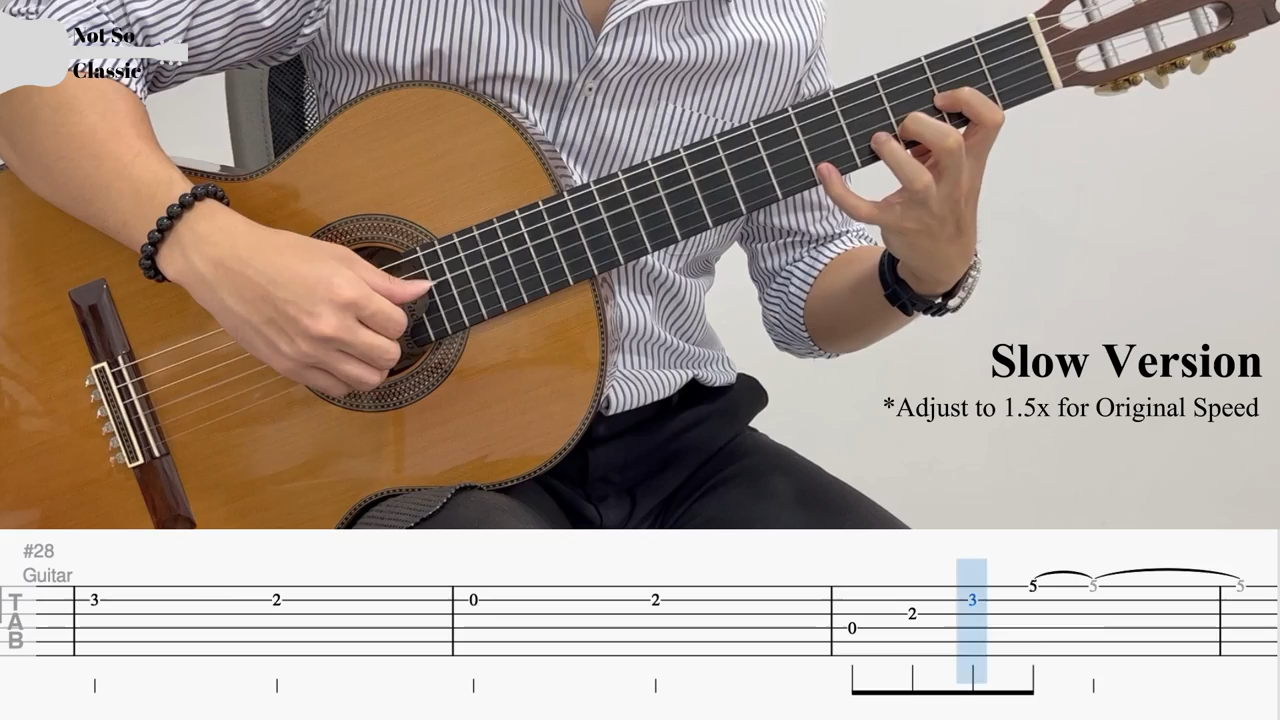 Not So
Classic
Slow Version
*Adjust to 1.5x for Original Speed
#28
Guitar
T
A
B
3 2 0 2 0 2 3 5 5 5